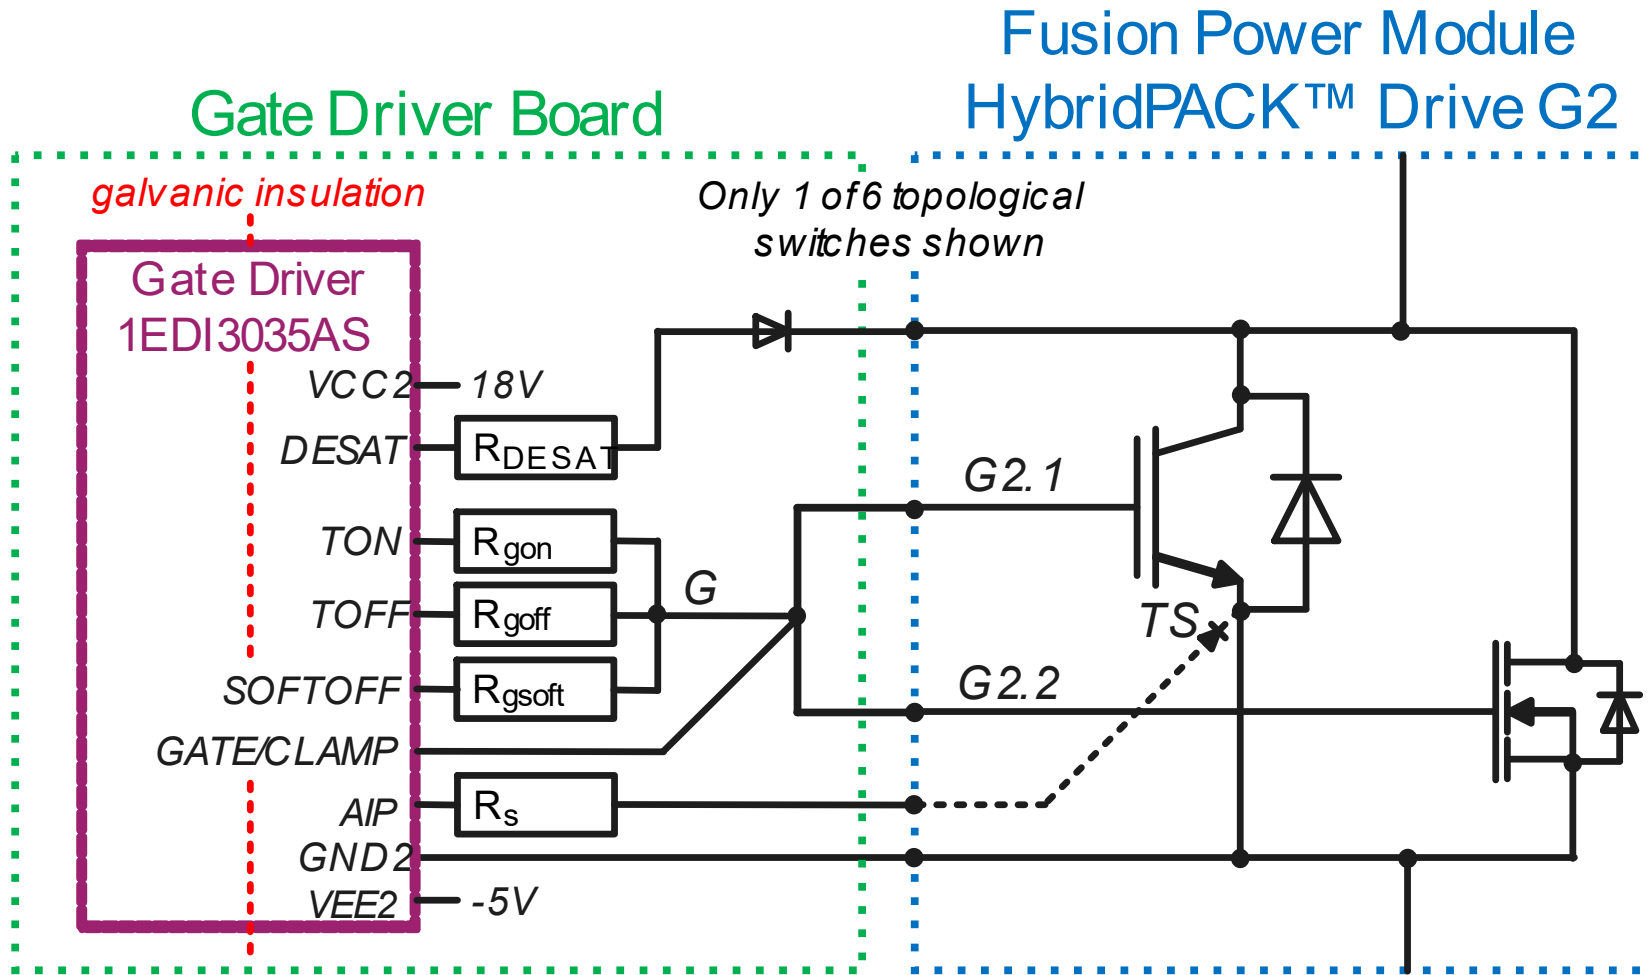 Fusion Power Module
HybridPACK™ Drive G2
Gate Driver Board
galvanic insulation
Only 1 of 6 topological
switches shown
Gate Driver
1EDI3035AS
VCC2
18V
DESAT
RDESAT
G2.1
TON
Rgon
G
TOFF
Rgoff
TS
SOFTOFF
Rgsoft
G2.2
GATE/CLAMP
AIP
Rs
GND2
VEE2
-5V